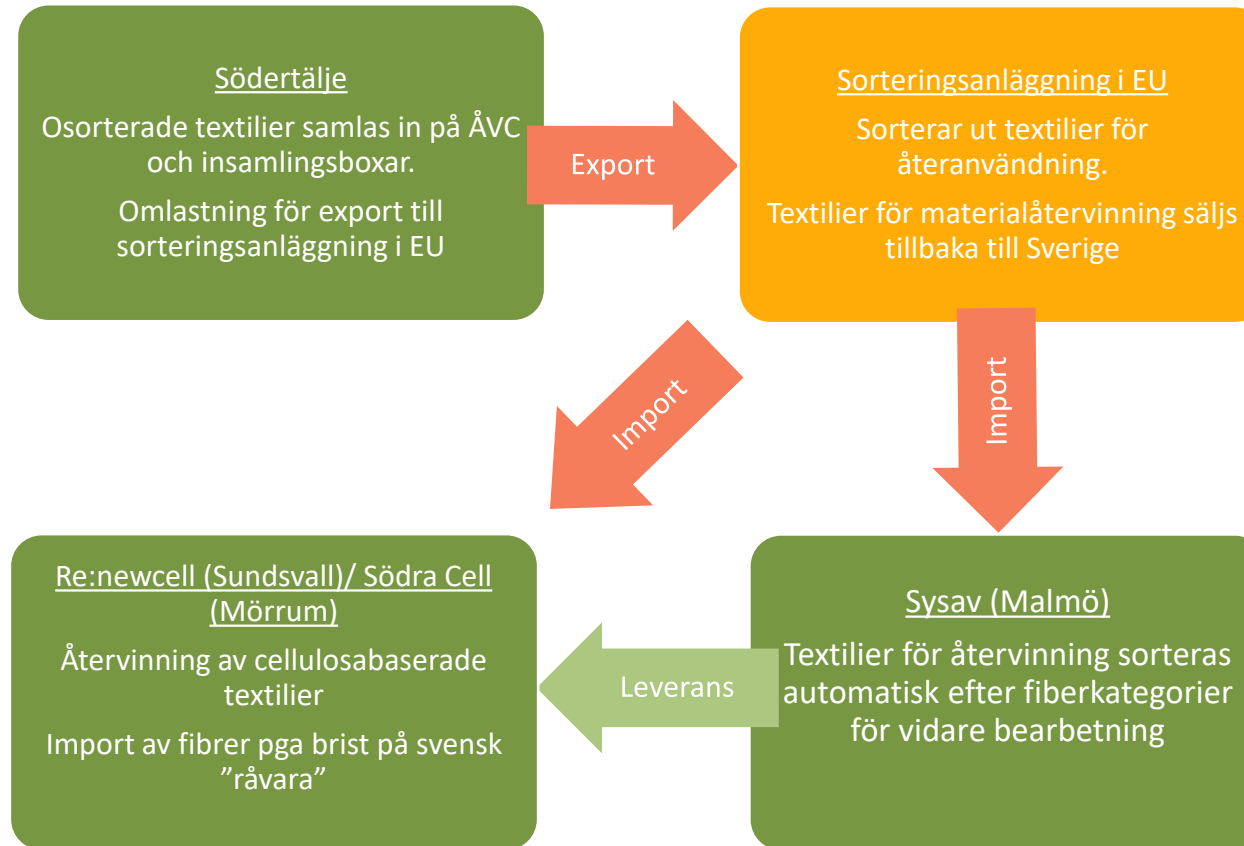 Södertälje
Osorterade textilier samlas in på ÅVC
och insamlingsboxar.
Omlastning för export till
sorteringsanläggning i EU
Export
Sorteringsanläggning i EU
Sorterar ut textilier för
återanvändning.
Textilier för materialåtervinning säljs
tillbaka till Sverige
Import
Import
Re:newcell (Sundsvall)/ Södra Cell
(Mörrum)
Återvinning av cellulosabaserade
textilier
Import av fibrer pga brist på svensk
”råvara”
Leverans
Sysav (Malmö)
Textilier för återvinning sorteras
automatisk efter fiberkategorier
för vidare bearbetning